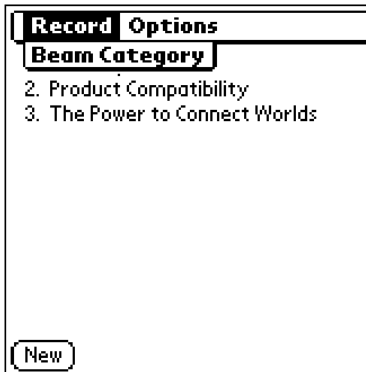 Record Options
Beam Category
2. Product Compatibility
3. The Power to Connect Worlds
New